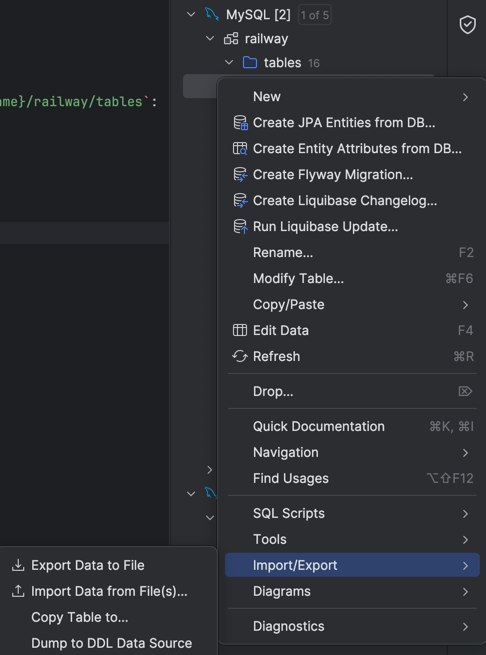 MySQL [2] 1 of 5
railway
tables 16
ame}/railway/tables`:
New
Create JPA Entities from DB...
Create Entity Attributes from DB...
Create Flyway Migration...
Create Liquibase Changelog...
Run Liquibase Update...
Rename... F2
Modify Table... ⌘F6
Copy/Paste
Edit Data F4
Refresh ⌘R
Drop... ⌦
Quick Documentation ⌘K, ⌘I
Navigation
Find Usages ⌥⇧F12
SQL Scripts
Tools
Import/Export
Diagrams
Diagnostics
Export Data to File
Import Data from File(s)...
Copy Table to...
Dump to DDL Data Source